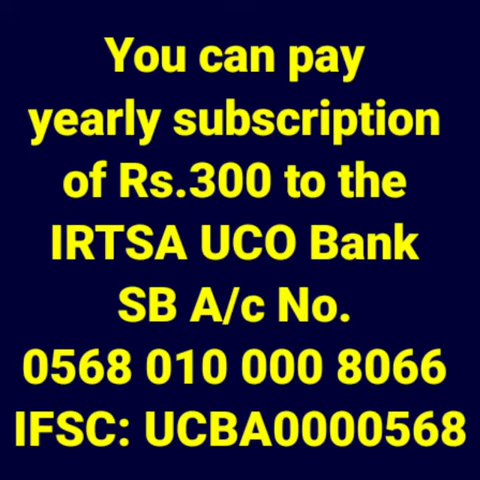 You can pay
yearly subscription
of Rs.300 to the
IRTSA UCO Bank
SB A/c No.
0568 010 000 8066
IFSC: UCBA0000568